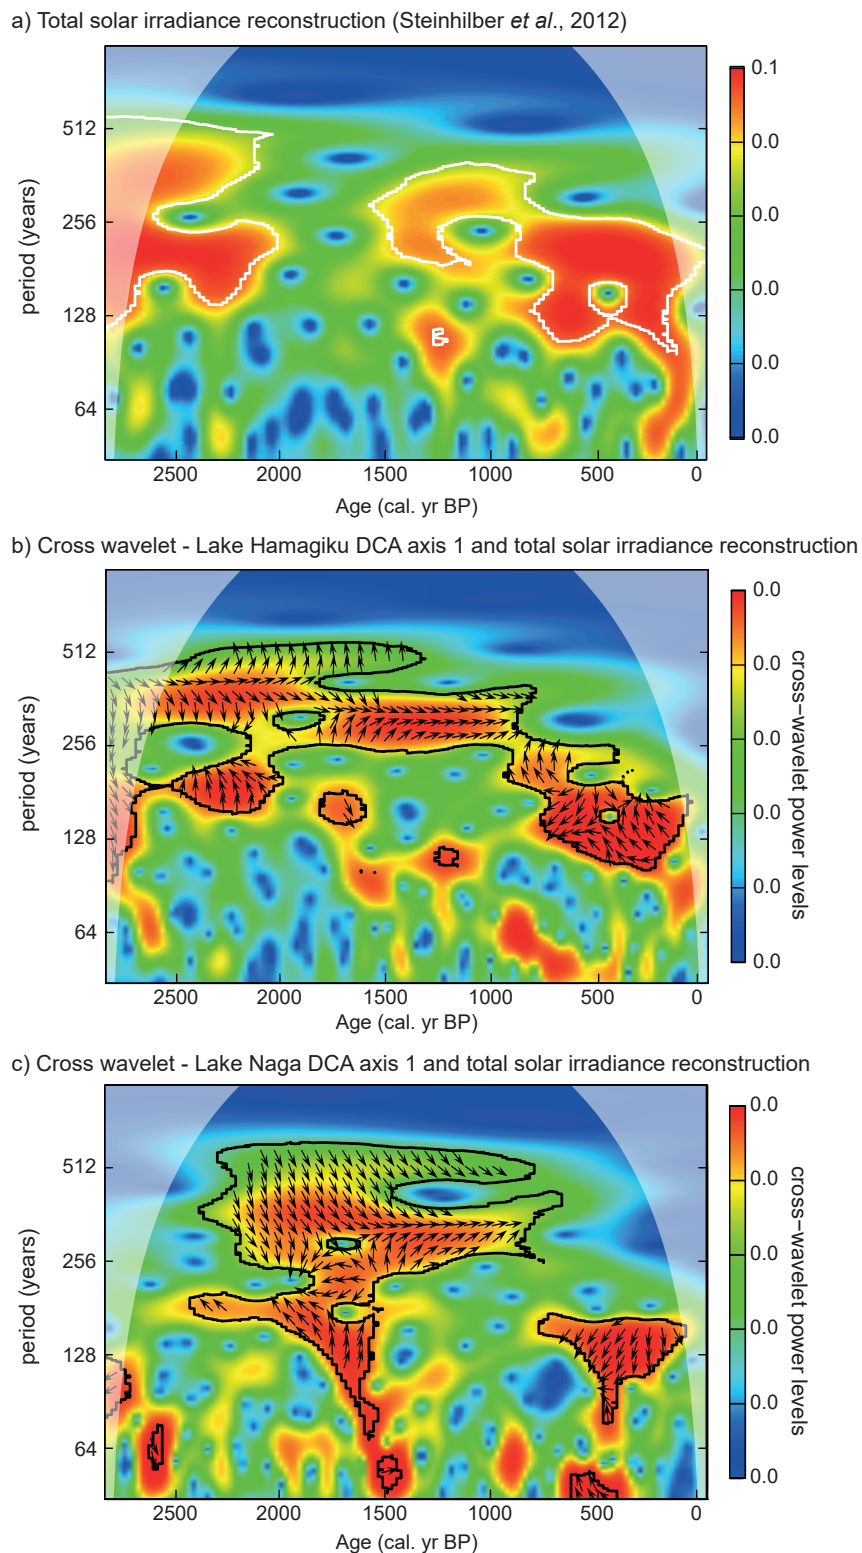 a) Total solar irradiance reconstruction (Steinhilber et al., 2012)
0.1
0.0
0.0
0.0
0.0
0.0
512
256
128
64
period (years)
2500 2000 1500 1000 500 0
Age (cal. yr BP)
b) Cross wavelet - Lake Hamagiku DCA axis 1 and total solar irradiance reconstruction
0.0
0.0
0.0
0.0
0.0
0.0
cross-wavelet power levels
512
256
128
64
period (years)
2500 2000 1500 1000 500 0
Age (cal. yr BP)
c) Cross wavelet - Lake Naga DCA axis 1 and total solar irradiance reconstruction
0.0
0.0
0.0
0.0
0.0
0.0
cross-wavelet power levels
512
256
128
64
period (years)
2500 2000 1500 1000 500 0
Age (cal. yr BP)